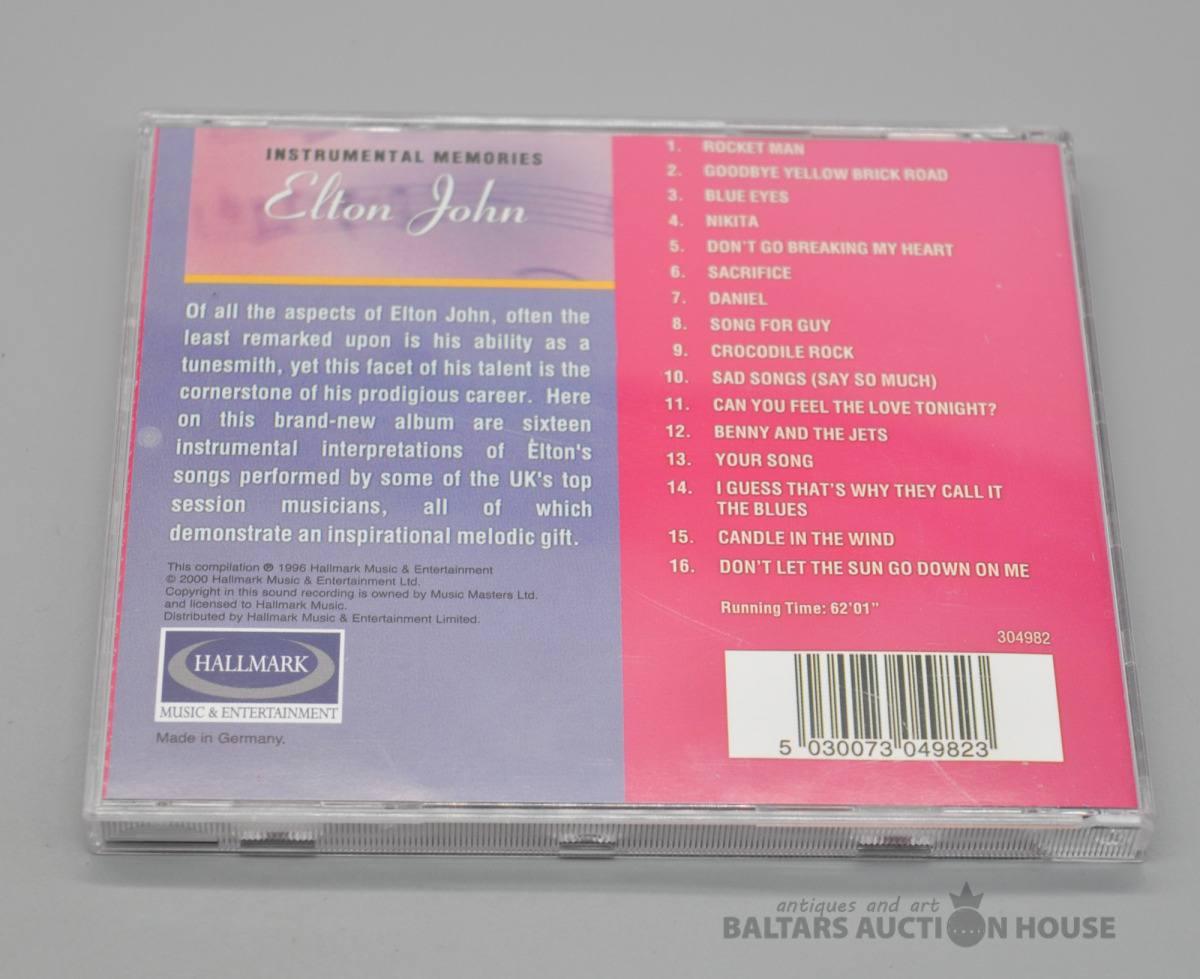 INSTRUMENTAL MEMORIES
Elton John
Of all the aspects of Elton John, often the
least remarked upon is his ability as a
tunesmith, yet this facet of his talent is the
cornerstone of his prodigious career. Here
on this brand-new album are sixteen
instrumental interpretations of Elton's
songs performed by some of the UK's top
session musicians, all of which
demonstrate an inspirational melodic gift.
This compilation ℗ 1996 Hallmark Music & Entertainment
© 2000 Hallmark Music & Entertainment Ltd.
Copyright in this sound recording is owned by Music Masters Ltd.
and licensed to Hallmark Music.
Distributed by Hallmark Music & Entertainment Limited.
HALLMARK
MUSIC & ENTERTAINMENT
Made in Germany.
1. ROCKET MAN
2. GOODBYE YELLOW BRICK ROAD
3. BLUE EYES
4. NIKITA
5. DON'T GO BREAKING MY HEART
6. SACRIFICE
7. DANIEL
8. SONG FOR GUY
9. CROCODILE ROCK
10. SAD SONGS (SAY SO MUCH)
11. CAN YOU FEEL THE LOVE TONIGHT?
12. BENNY AND THE JETS
13. YOUR SONG
14. I GUESS THAT'S WHY THEY CALL IT
THE BLUES
15. CANDLE IN THE WIND
16. DON'T LET THE SUN GO DOWN ON ME
Running Time: 62'01"
304982
5 030073 049823
antiques and art
BALTARS AUCTION HOUSE